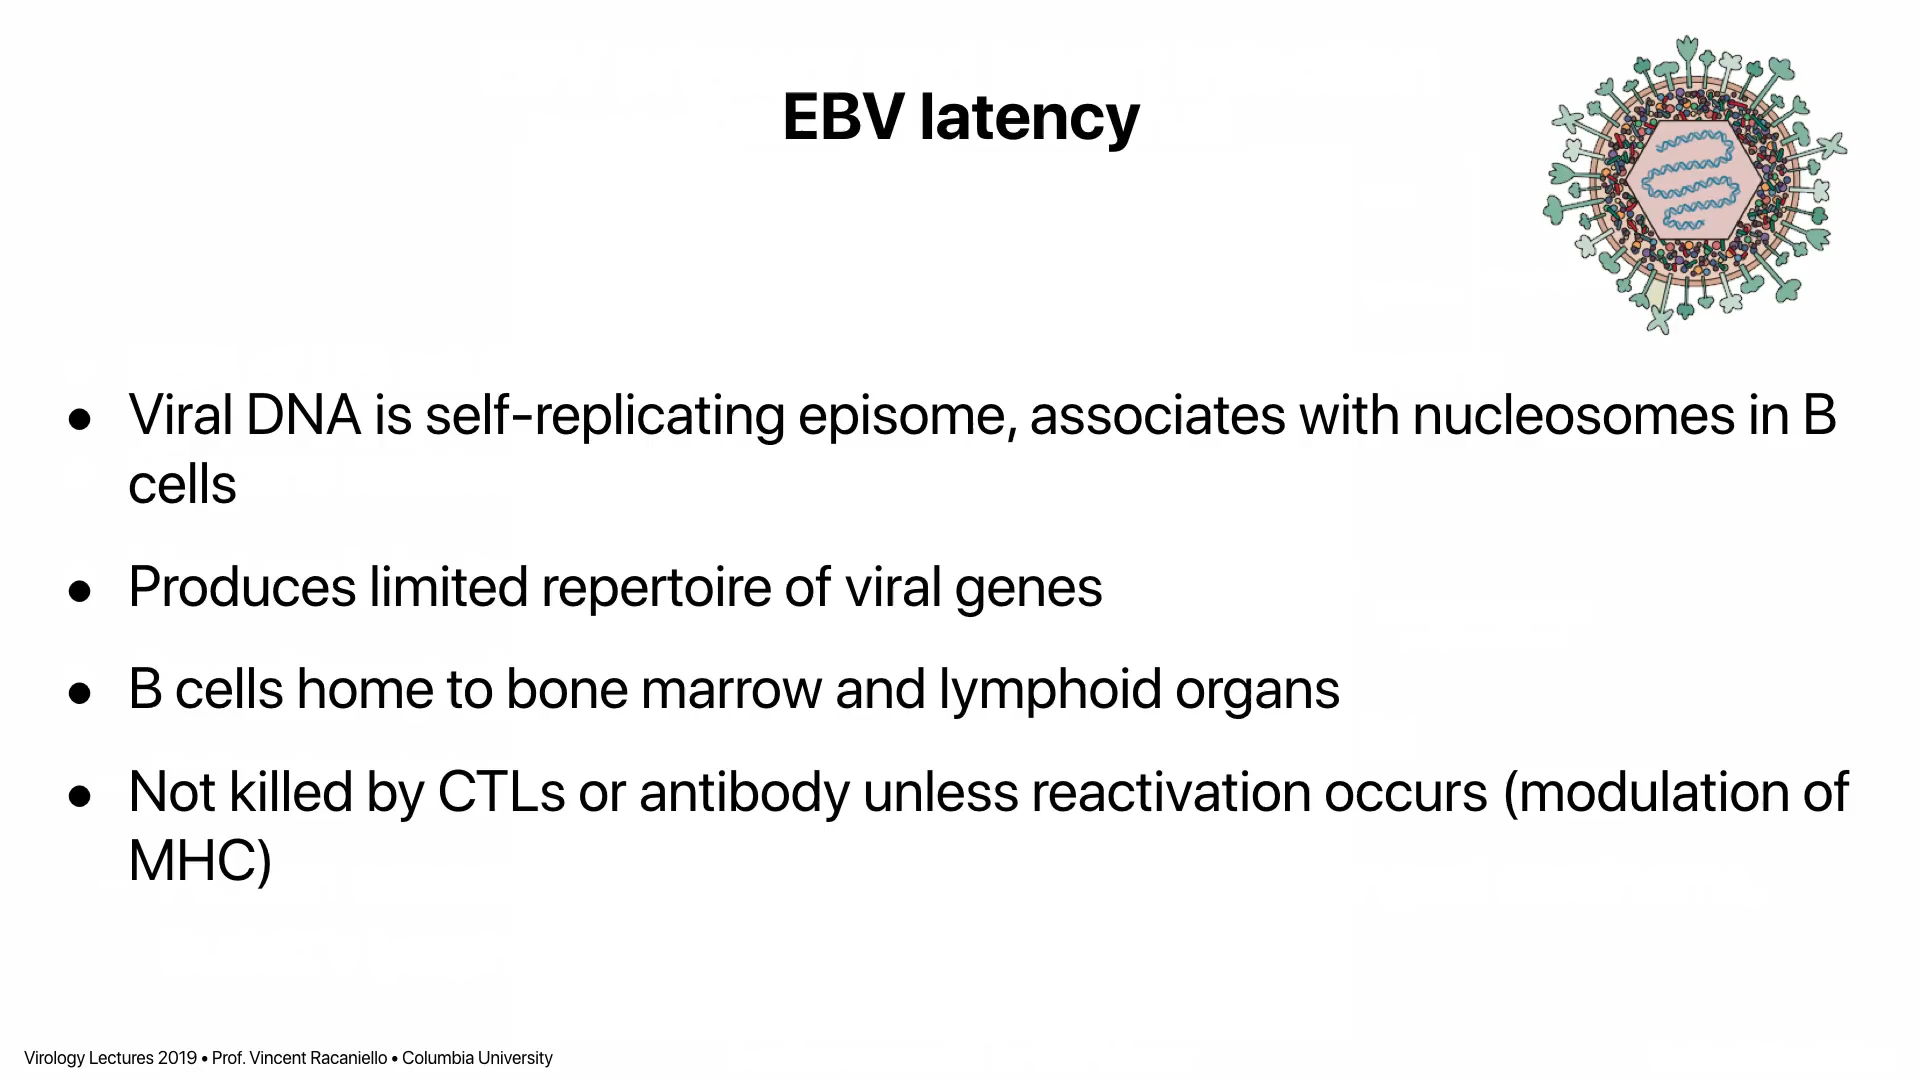 EBV latency
• Viral DNA is self-replicating episome, associates with nucleosomes in B
cells
• Produces limited repertoire of viral genes
• B cells home to bone marrow and lymphoid organs
• Not killed by CTLs or antibody unless reactivation occurs (modulation of
MHC)
Virology Lectures 2019 • Prof. Vincent Racaniello • Columbia University